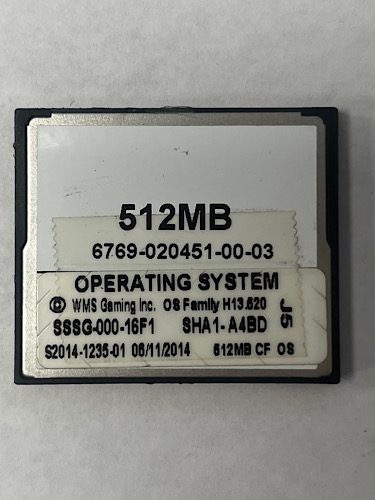 512MB
6769-020451-00-03
OPERATING SYSTEM
© WMS Gaming Inc. OS Family H13.620
SSSG-000-16F1 SHA1- A4BD
J5
S2014-1235-01 06/11/2014 512MB CF OS